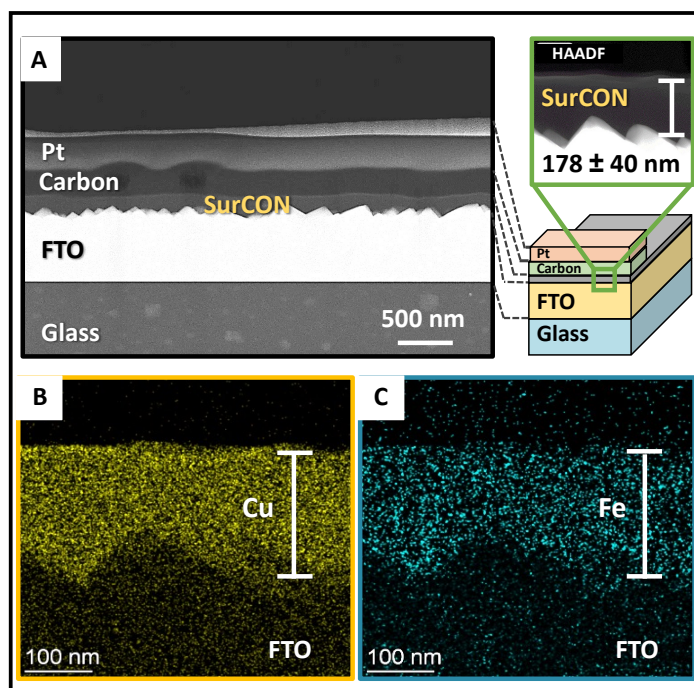 A
Pt
Carbon
SurCON
FTO
Glass
500 nm
HAADF
SurCON
178 ± 40 nm
Pt
Carbon
FTO
Glass
B
Cu
FTO
100 nm
C
Fe
FTO
100 nm